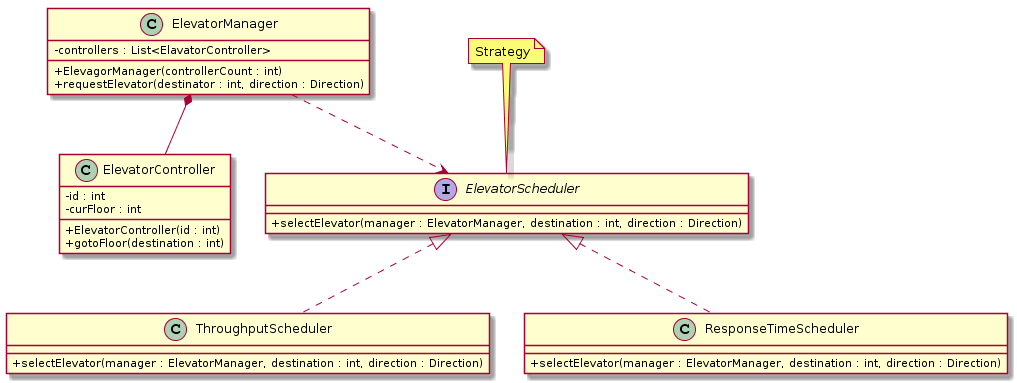 C ElevatorManager
-controllers : List<ElavatorController>
+ElevagorManager(controllerCount : int)
+requestElevator(destinator : int, direction : Direction)
Strategy
C ElevatorController
-id : int
-curFloor : int
+ElevatorController(id : int)
+gotoFloor(destination : int)
I ElevatorScheduler
+selectElevator(manager : ElevatorManager, destination : int, direction : Direction)
C ThroughputScheduler
+selectElevator(manager : ElevatorManager, destination : int, direction : Direction)
C ResponseTimeScheduler
+selectElevator(manager : ElevatorManager, destination : int, direction : Direction)